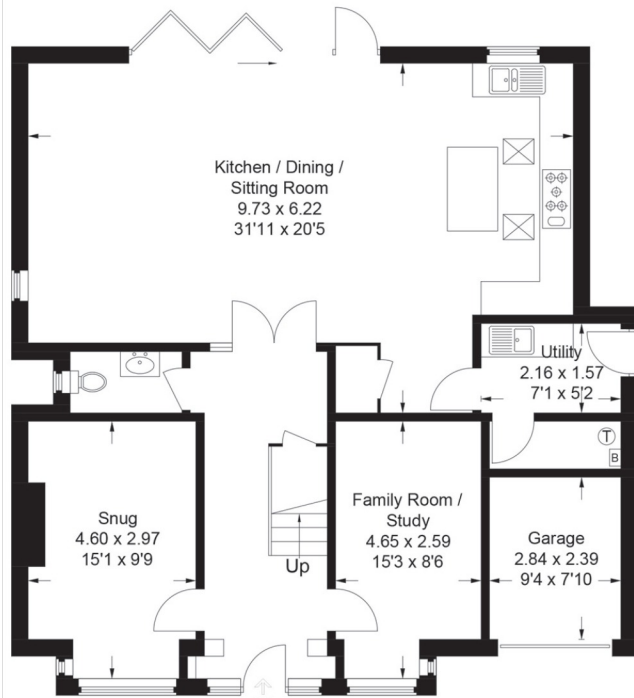 Kitchen / Dining /
Sitting Room
9.73 x 6.22
31'11 x 20'5
Utility
2.16 x 1.57
7'1 x 5'2
T
B
Snug
4.60 x 2.97
15'1 x 9'9
Up
Family Room /
Study
4.65 x 2.59
15'3 x 8'6
Garage
2.84 x 2.39
9'4 x 7'10